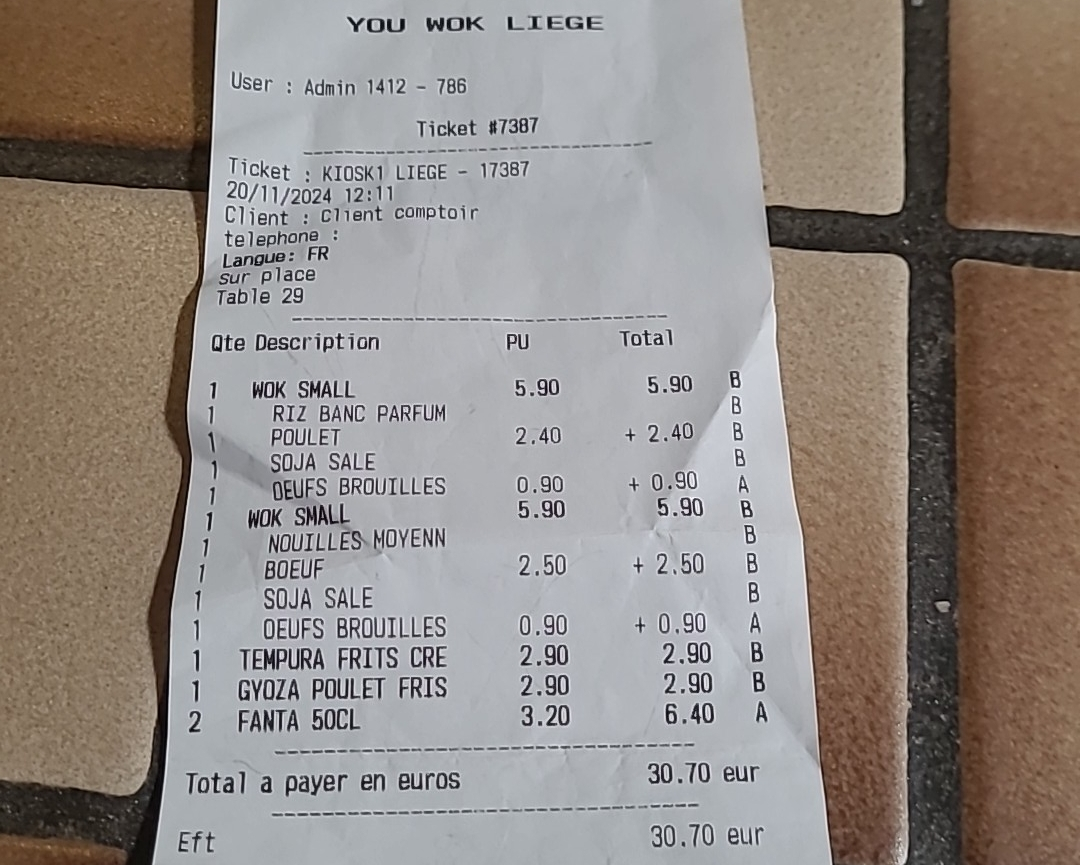 YOU WOK LIEGE
User : Admin 1412 - 786
Ticket #7387
Ticket : KIOSK1 LIEGE - 17387
20/11/2024 12:11
Client : Client comptoir
telephone :
Langue: FR
sur place
Table 29
Qte Description PU Total
1 WOK SMALL 5.90 5.90 B
1 RIZ BANC PARFUM B
1 POULET 2.40 + 2.40 B
1 SOJA SALE B
1 OEUFS BROUILLES 0.90 + 0.90 A
1 WOK SMALL 5.90 5.90 B
1 NOUILLES MOYENN B
1 BOEUF 2.50 + 2.50 B
1 SOJA SALE B
1 OEUFS BROUILLES 0.90 + 0.90 A
1 TEMPURA FRITS CRE 2.90 2.90 B
1 GYOZA POULET FRIS 2.90 2.90 B
2 FANTA 50CL 3.20 6.40 A
Total a payer en euros 30.70 eur
Eft 30.70 eur